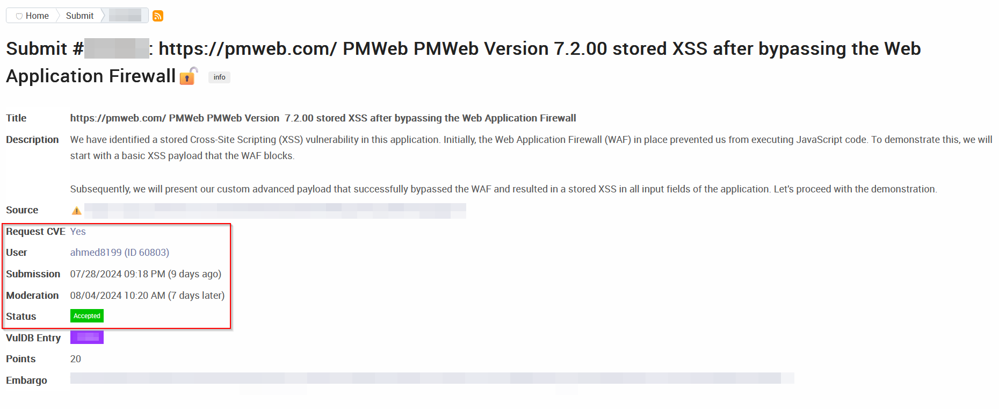 Home Submit
Submit # : https://pmweb.com/ PMWeb PMWeb Version 7.2.00 stored XSS after bypassing the Web
Application Firewall info
Title https://pmweb.com/ PMWeb PMWeb Version 7.2.00 stored XSS after bypassing the Web Application Firewall
Description We have identified a stored Cross-Site Scripting (XSS) vulnerability in this application. Initially, the Web Application Firewall (WAF) in place prevented us from executing JavaScript code. To demonstrate this, we will
start with a basic XSS payload that the WAF blocks.
Subsequently, we will present our custom advanced payload that successfully bypassed the WAF and resulted in a stored XSS in all input fields of the application. Let's proceed with the demonstration.
Source
Request CVE Yes
User ahmed8199 (ID 60803)
Submission 07/28/2024 09:18 PM (9 days ago)
Moderation 08/04/2024 10:20 AM (7 days later)
Status Accepted
VulDB Entry
Points 20
Embargo